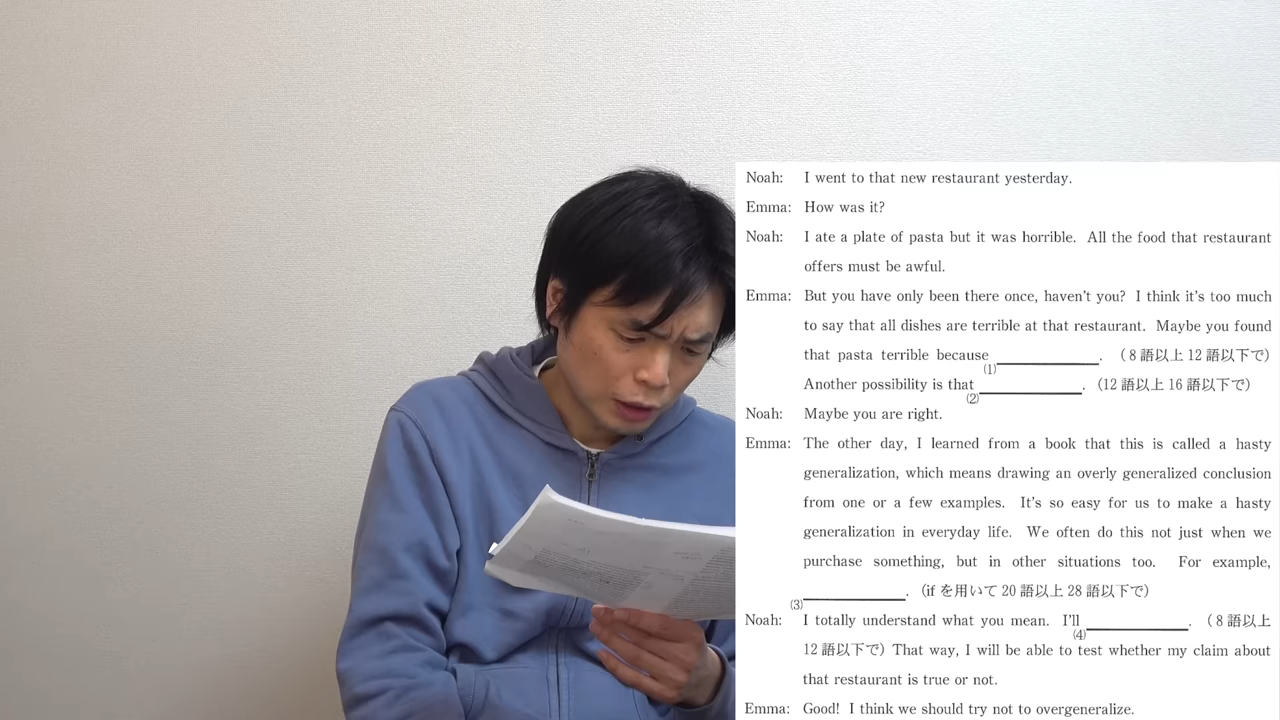 Noah: I went to that new restaurant yesterday.
Emma: How was it?
Noah: I ate a plate of pasta but it was horrible. All the food that restaurant
offers must be awful.
Emma: But you have only been there once, haven't you? I think it's too much
to say that all dishes are terrible at that restaurant. Maybe you found
that pasta terrible because ______. (8語以上12語以下で)
(1)
Another possibility is that ______. (12語以上16語以下で)
(2)
Noah: Maybe you are right.
Emma: The other day, I learned from a book that this is called a hasty
generalization, which means drawing an overly generalized conclusion
from one or a few examples. It's so easy for us to make a hasty
generalization in everyday life. We often do this not just when we
purchase something, but in other situations too. For example,
______. (ifを用いて20語以上28語以下で)
(3)
Noah: I totally understand what you mean. I'll ______. (8語以上
(4)
12語以下で) That way, I will be able to test whether my claim about
that restaurant is true or not.
Emma: Good! I think we should try not to overgeneralize.